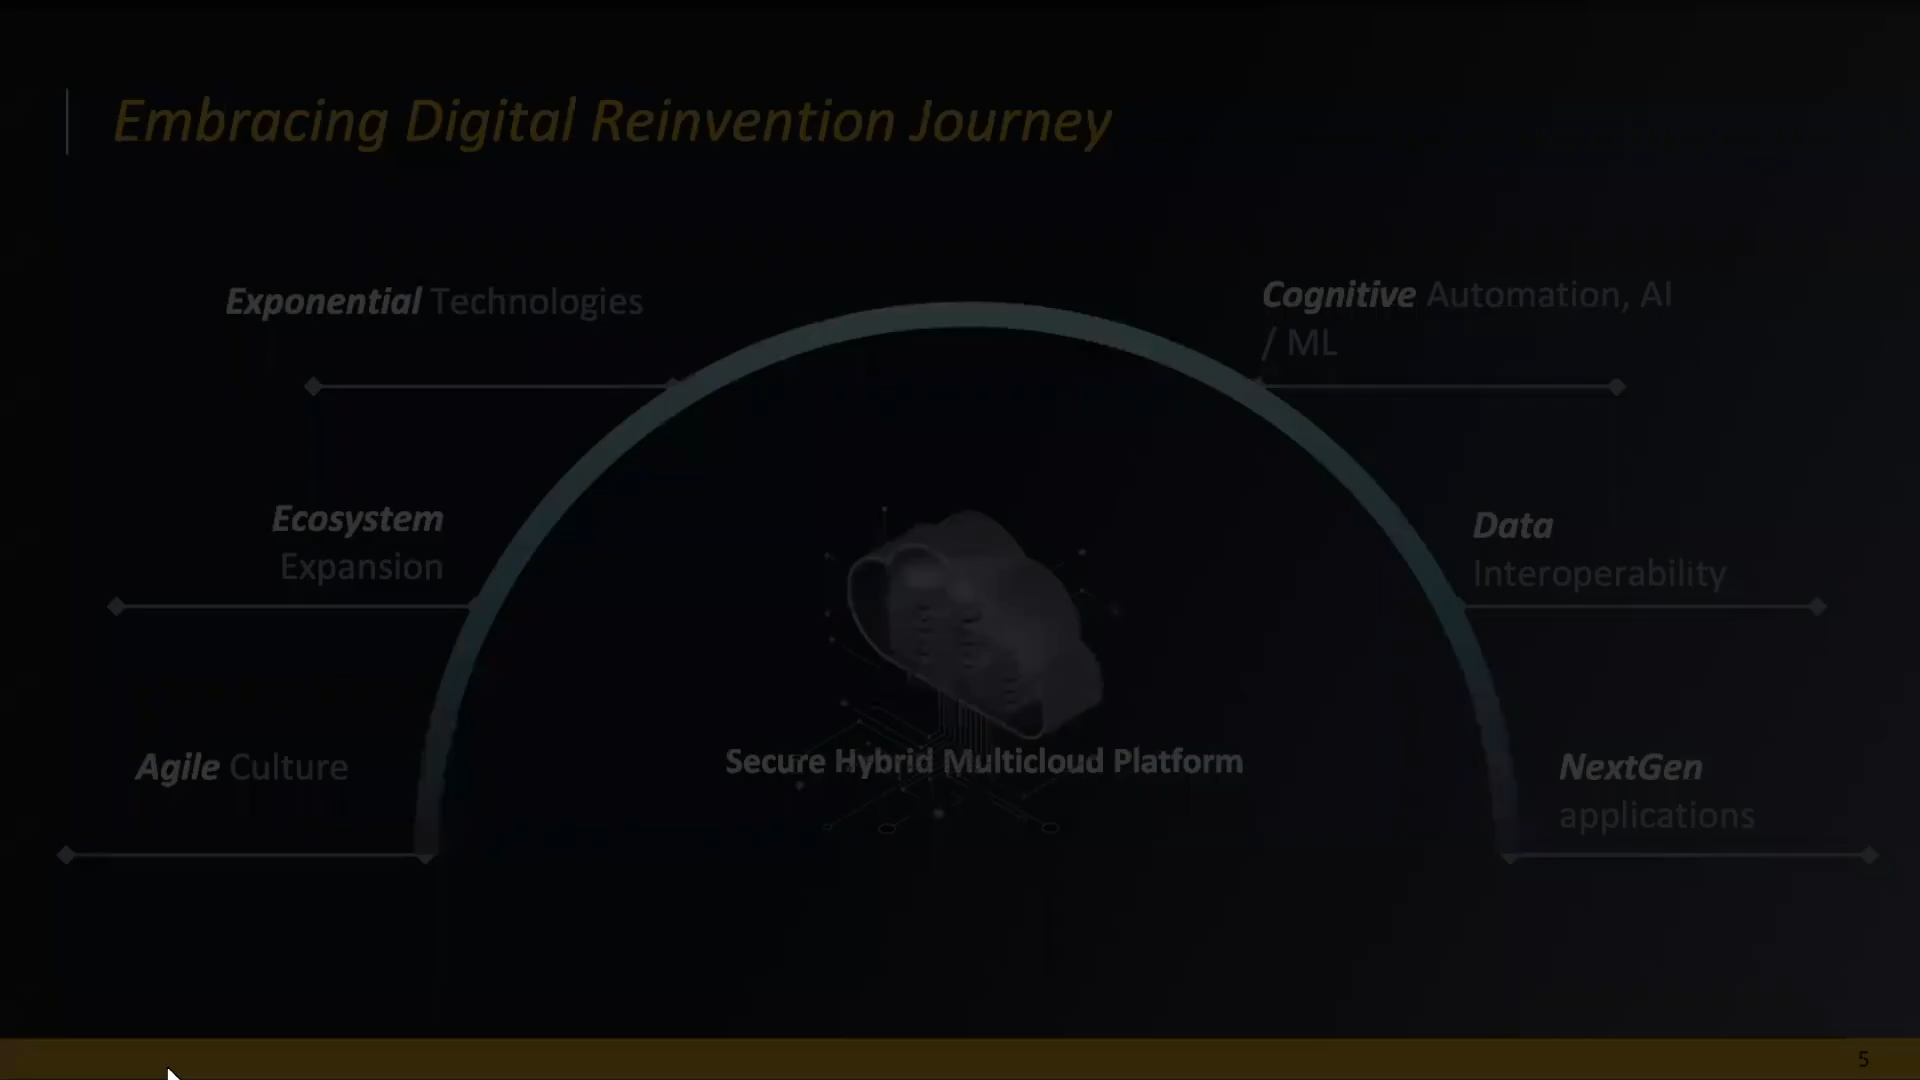 Embracing Digital Reinvention Journey
Exponential Technologies
Cognitive Automation, AI
/ ML
Ecosystem
Expansion
Data
Interoperability
Agile Culture
Secure Hybrid Multicloud Platform
NextGen
applications
5